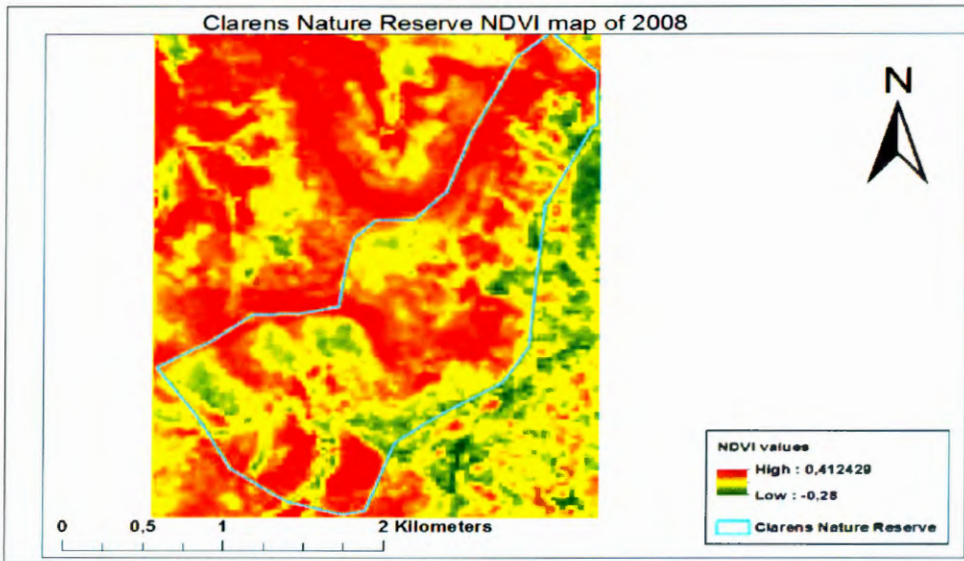 Clarens Nature Reserve NDVI map of 2008
N
NDVI values
High : 0,412429
Low : -0,28
Clarens Nature Reserve
0 0,5 1 2 Kilometers